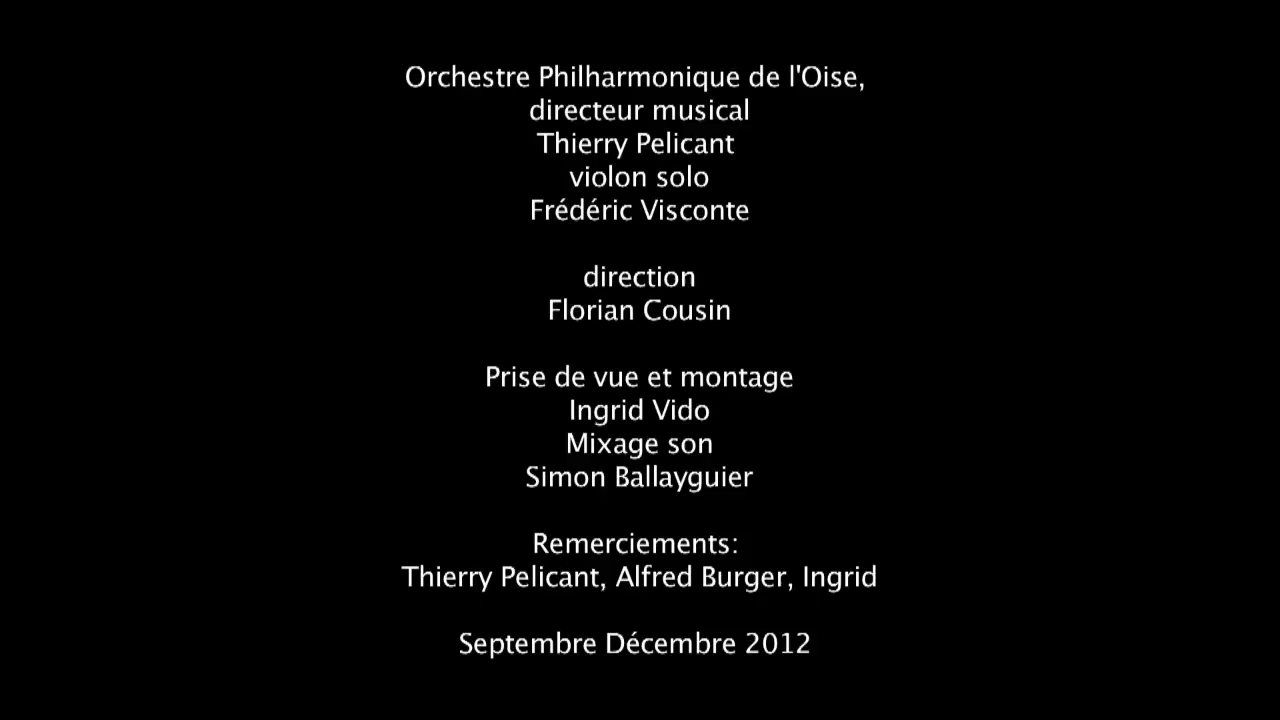 Orchestre Philharmonique de l'Oise,
directeur musical
Thierry Pelicant
violon solo
Frédéric Visconte
direction
Florian Cousin
Prise de vue et montage
Ingrid Vido
Mixage son
Simon Ballayguier
Remerciements:
Thierry Pelicant, Alfred Burger, Ingrid
Septembre Décembre 2012